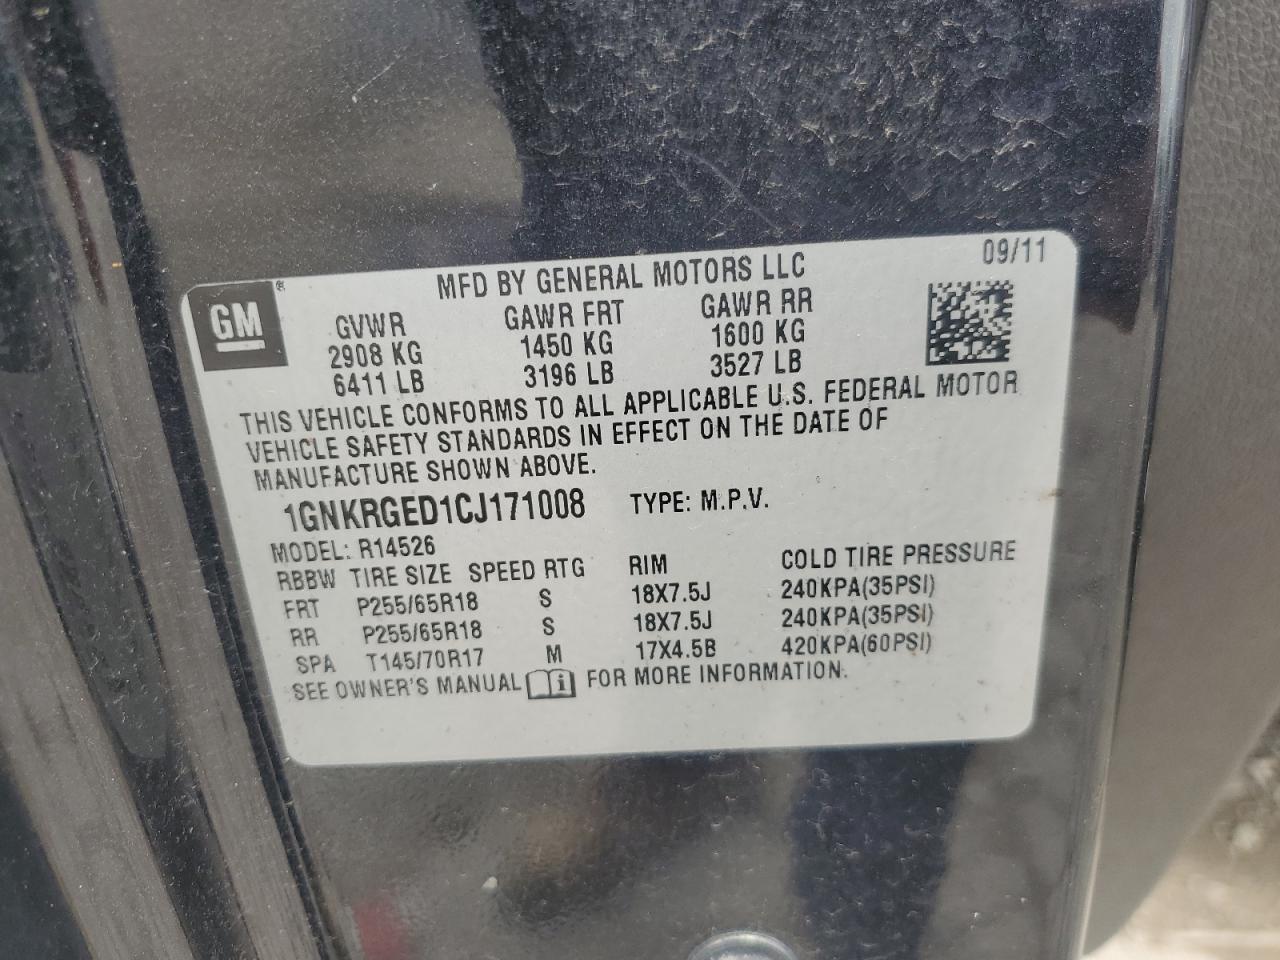 09/11
MFD BY GENERAL MOTORS LLC
GM®
GVWR GAWR FRT GAWR RR
2908 KG 1450 KG 1600 KG
6411 LB 3196 LB 3527 LB
THIS VEHICLE CONFORMS TO ALL APPLICABLE U.S. FEDERAL MOTOR
VEHICLE SAFETY STANDARDS IN EFFECT ON THE DATE OF
MANUFACTURE SHOWN ABOVE.
1GNKRGED1CJ171008 TYPE: M.P.V.
MODEL: R14526
RBBW TIRE SIZE SPEED RTG RIM COLD TIRE PRESSURE
FRT P255/65R18 S 18X7.5J 240KPA(35PSI)
RR P255/65R18 S 18X7.5J 240KPA(35PSI)
SPA T145/70R17 M 17X4.5B 420KPA(60PSI)
SEE OWNER'S MANUAL i FOR MORE INFORMATION.